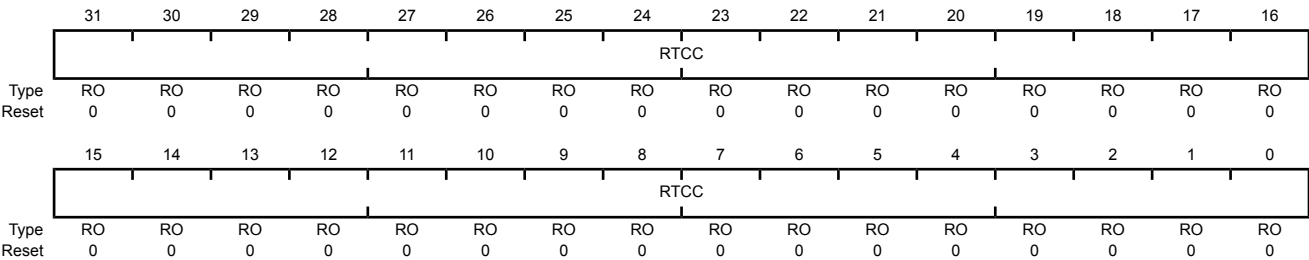 31 30 29 28 27 26 25 24 23 22 21 20 19 18 17 16
RTCC
Type RO RO RO RO RO RO RO RO RO RO RO RO RO RO RO RO
Reset 0 0 0 0 0 0 0 0 0 0 0 0 0 0 0 0
15 14 13 12 11 10 9 8 7 6 5 4 3 2 1 0
RTCC
Type RO RO RO RO RO RO RO RO RO RO RO RO RO RO RO RO
Reset 0 0 0 0 0 0 0 0 0 0 0 0 0 0 0 0